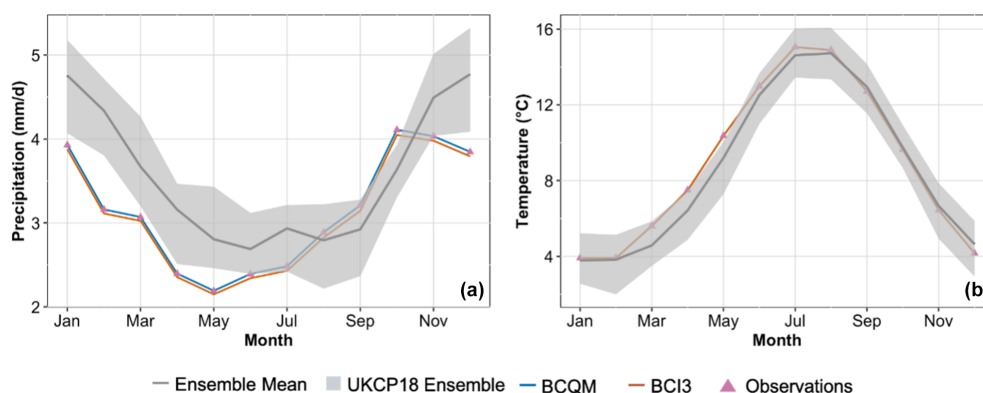 Precipitation (mm/d)
5
4
3
2
Jan Mar May Jul Sep Nov
Month
(a)
Temperature (°C)
16
12
8
4
Jan Mar May Jul Sep Nov
Month
(b)
Ensemble Mean UKCP18 Ensemble BCQM BCI3 Observations